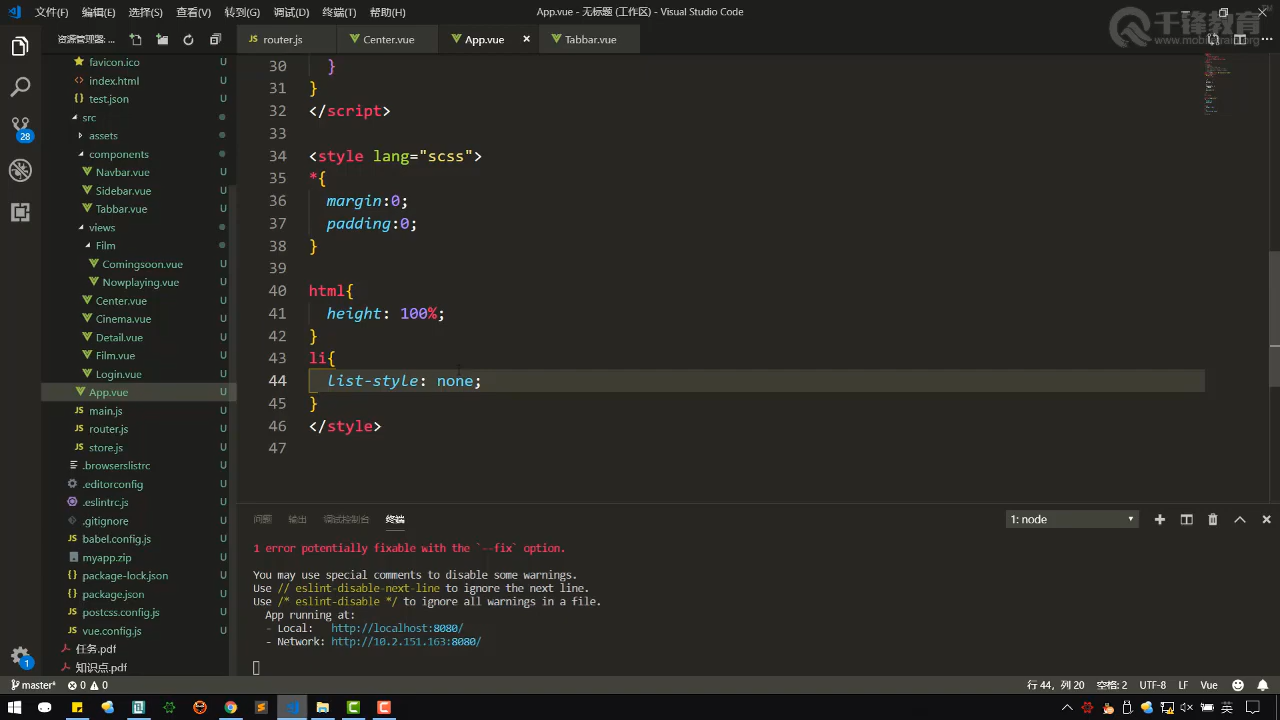 文件(F) 编辑(E) 选择(S) 查看(V) 转到(G) 调试(D) 终端(T) 帮助(H) App.vue - 无标题 (工作区) - Visual Studio Code
千锋教育
www.mobiletrain.org
资源管理器: ...
router.js Center.vue App.vue Tabbar.vue
favicon.ico U
index.html U
test.json U
src
assets
components
Navbar.vue U
Sidebar.vue U
Tabbar.vue U
views
Film
Comingsoon.vue U
Nowplaying.vue U
Center.vue U
Cinema.vue U
Detail.vue U
Film.vue U
Login.vue U
App.vue U
main.js U
router.js U
store.js U
.browserslistrc U
.editorconfig U
.eslintrc.js U
.gitignore U
babel.config.js U
myapp.zip U
package-lock.json U
package.json U
postcss.config.js U
vue.config.js U
任务.pdf
知识点.pdf
28
1
30 }
31 }
32 </script>
33
34 <style lang="scss">
35 *{
36 margin:0;
37 padding:0;
38 }
39
40 html{
41 height: 100%;
42 }
43 li{
44 list-style: none;
45 }
46 </style>
47
问题 输出 调试控制台 终端 1: node
1 error potentially fixable with the `--fix` option.
You may use special comments to disable some warnings.
Use // eslint-disable-next-line to ignore the next line.
Use /* eslint-disable */ to ignore all warnings in a file.
App running at:
- Local: http://localhost:8080/
- Network: http://10.2.151.163:8080/
master* 0 0 行 44, 列 20 空格: 2 UTF-8 LF Vue
英